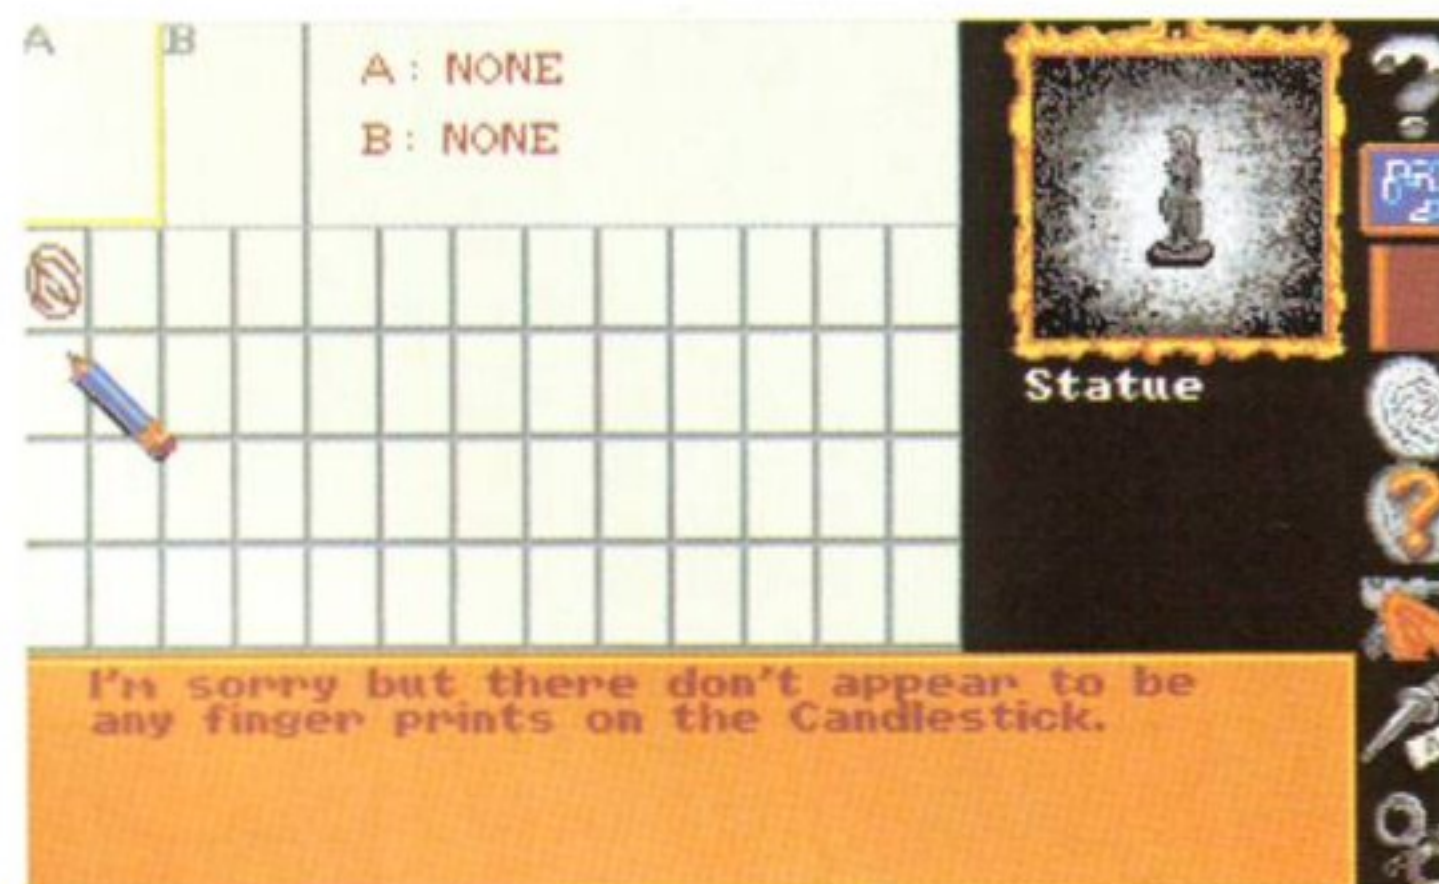 A
B
A: NONE
B: NONE
Statue
I'm sorry but there don't appear to be
any finger prints on the Candlestick.